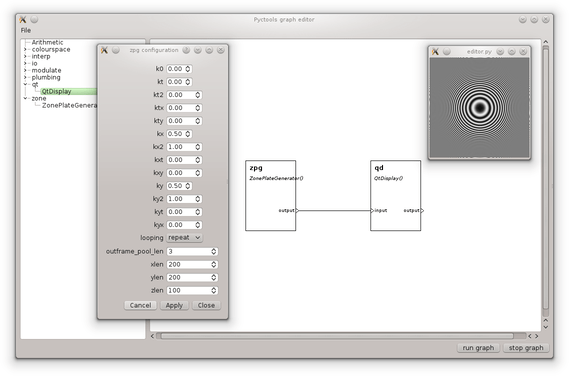 Pyctools graph editor
File
Arithmetic
colourspace
interp
io
modulate
plumbing
qt
QtDisplay
zone
ZonePlateGenera
zpg configuration
k0 0.00
kt 0.00
kt2 0.00
ktx 0.00
kty 0.00
kx 0.50
kx2 1.00
kxt 0.00
kxy 0.00
ky 0.50
ky2 1.00
kyt 0.00
kyx 0.00
looping repeat
outframe_pool_len 3
xlen 200
ylen 200
zlen 100
Cancel Apply Close
zpg
ZonePlateGenerator()
output
qd
QtDisplay()
input output
editor.py
run graph stop graph